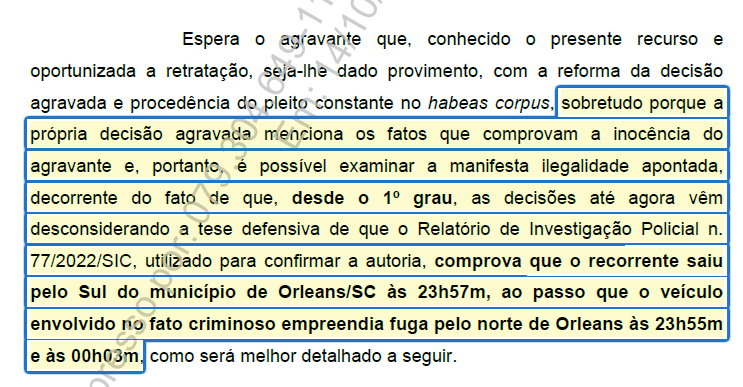 Espera o agravante que, conhecido o presente recurso e
oportunizada a retratação, seja-lhe dado provimento, com a reforma da decisão
agravada e procedência do pleito constante no habeas corpus, sobretudo porque a
própria decisão agravada menciona os fatos que comprovam a inocência do
agravante e, portanto, é possível examinar a manifesta ilegalidade apontada,
decorrente do fato de que, desde o 1º grau, as decisões até agora vêm
desconsiderando a tese defensiva de que o Relatório de Investigação Policial n.
77/2022/SIC, utilizado para confirmar a autoria, comprova que o recorrente saiu
pelo Sul do município de Orleans/SC às 23h57m, ao passo que o veículo
envolvido no fato criminoso empreendia fuga pelo norte de Orleans às 23h55m
e às 00h03m, como será melhor detalhado a seguir.